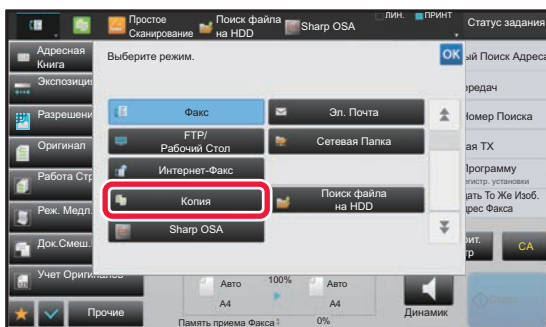 Простое
Сканирование
Поиск файла
на HDD
Sharp OSA
ЛИН.
ПРИНТ
Статус задания
Адресная
Книга
Экспозиция
Разрешени
Оригинал
Работа Стр
Реж. Медл.
Док.Смеш.
Учет Оригиналов
Прочие
Выберите режим.
OK
Факс
Эл. Почта
FTP/
Рабочий Стол
Сетевая Папка
Интернет-Факс
Копия
Поиск файла
на HDD
Sharp OSA
ый Поиск Адреса
редач
Номер Поиска
ая TX
Программу
егистр. установки
дать То Же Изоб.
дрес Факса
CA
Авто
A4
100%
Авто
A4
Память приема Факса
0%
Динамик
Старт